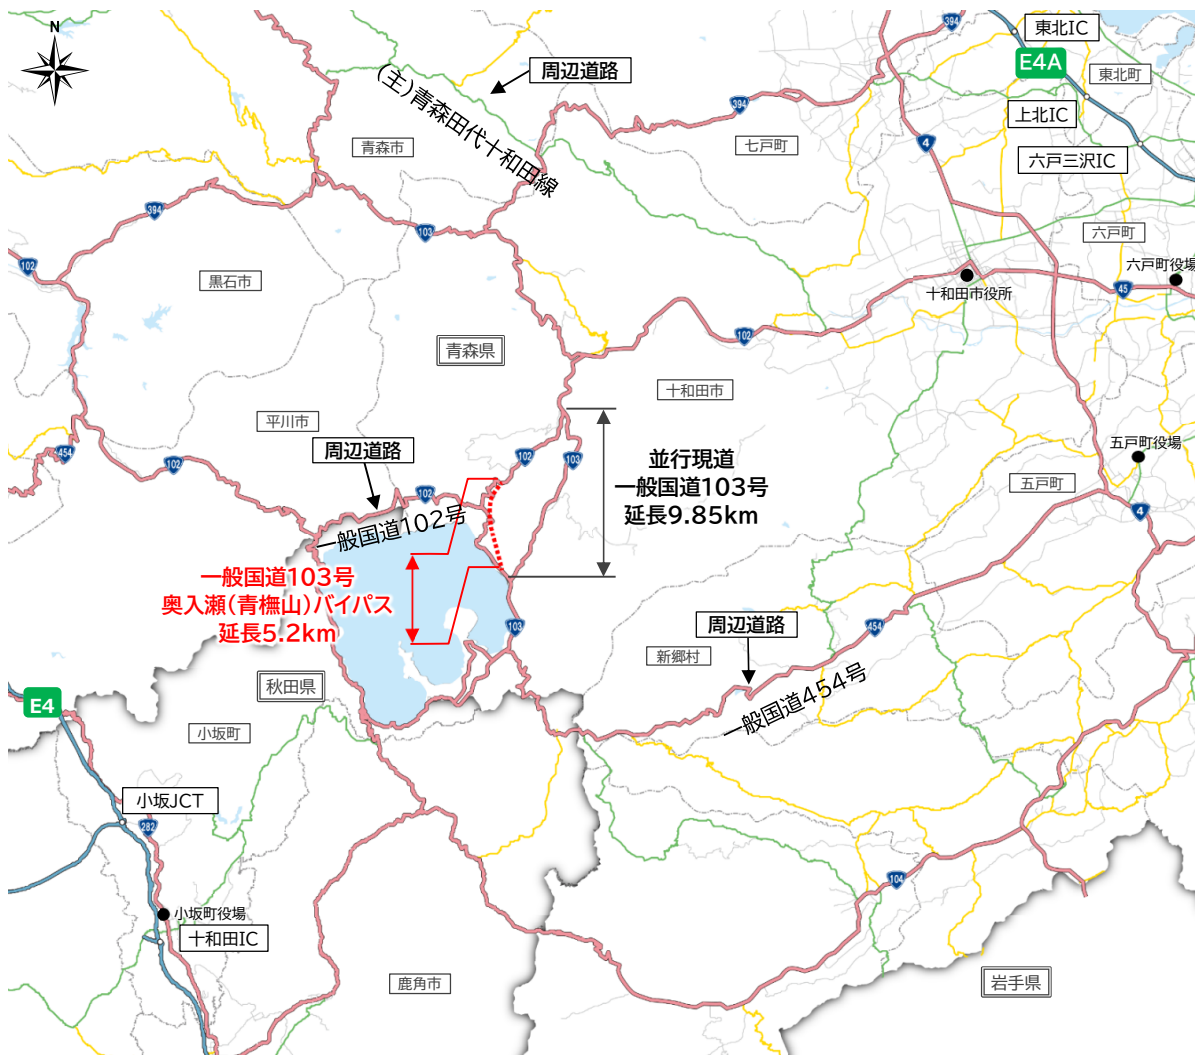 N
394
東北IC
E4A
東北町
周辺道路
(主)青森田代十和田線
394
上北IC
4
七戸町
青森市
六戸三沢IC
394
103
六戸町
102
黒石市
六戸町役場
十和田市役所
45
102
青森県
十和田市
平川市
周辺道路
454
102
102
103
102
並行現道
一般国道103号
延長9.85km
五戸町役場
五戸町
4
一般国道102号
一般国道103号
奥入瀬(青橅山)バイパス
延長5.2km
103
周辺道路
454
新郷村
一般国道454号
秋田県
E4
小坂町
小坂JCT
282
104
小坂町役場
十和田IC
鹿角市
岩手県